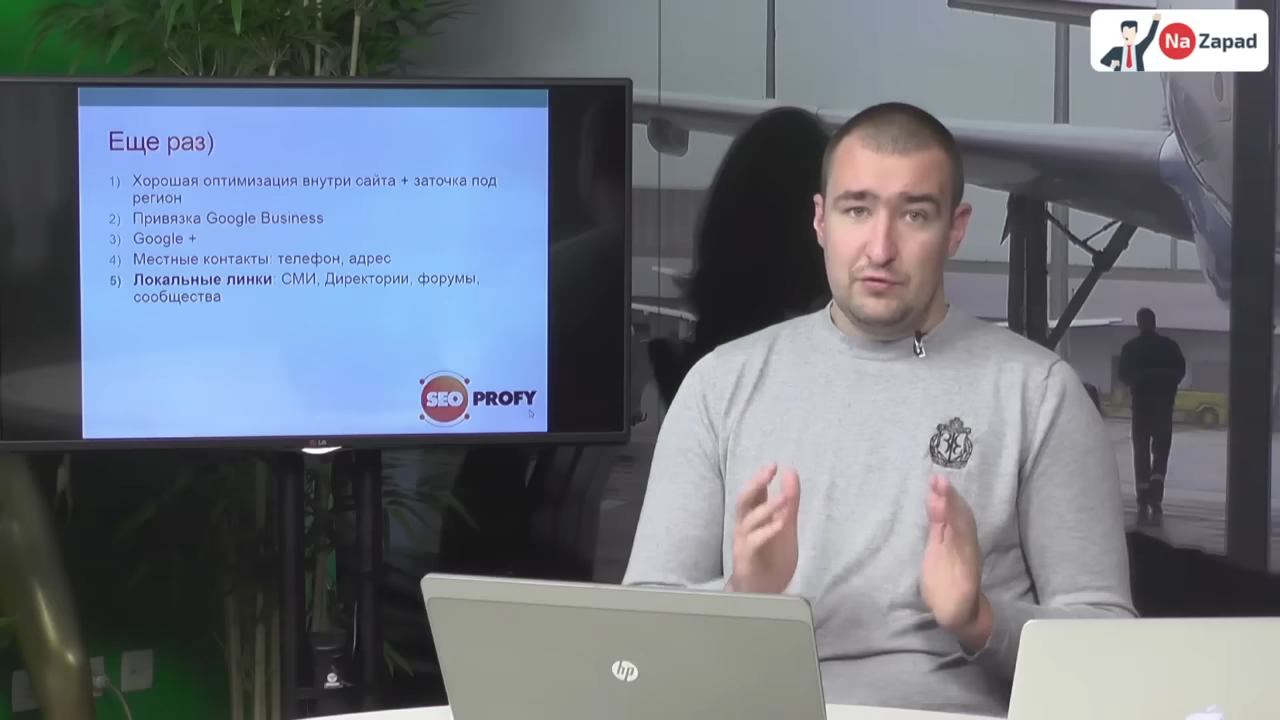 Na Zapad
Еще раз)
1) Хорошая оптимизация внутри сайта + заточка под
регион
2) Привязка Google Business
3) Google +
4) Местные контакты: телефон, адрес
5) Локальные линки: СМИ, Директории, форумы,
сообщества
SEO PROFY
LG
hp